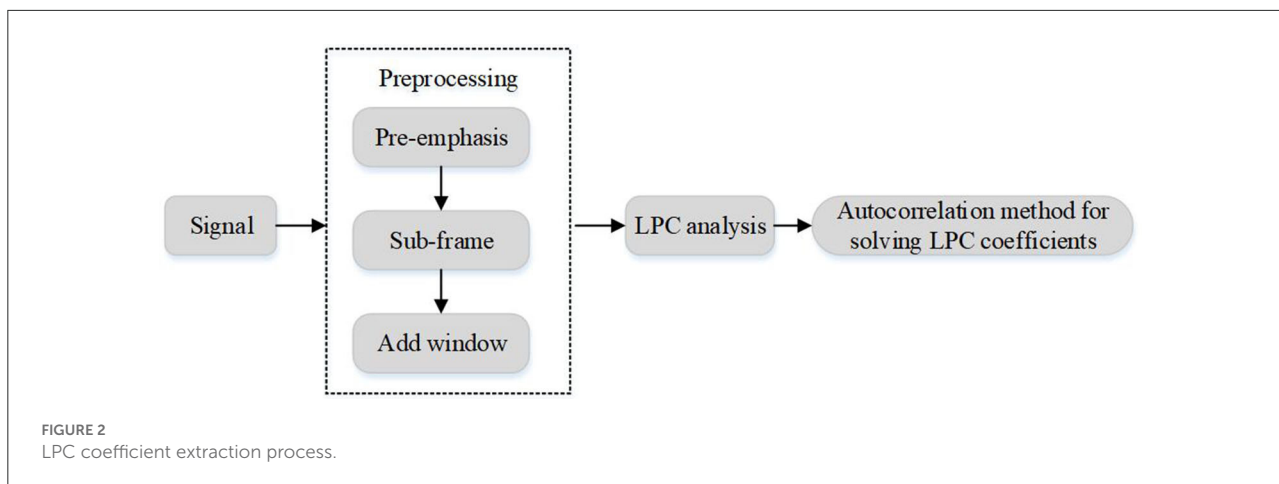 Preprocessing
Pre-emphasis
Signal
Sub-frame
Add window
LPC analysis
Autocorrelation method for
solving LPC coefficients
FIGURE 2
LPC coefficient extraction process.